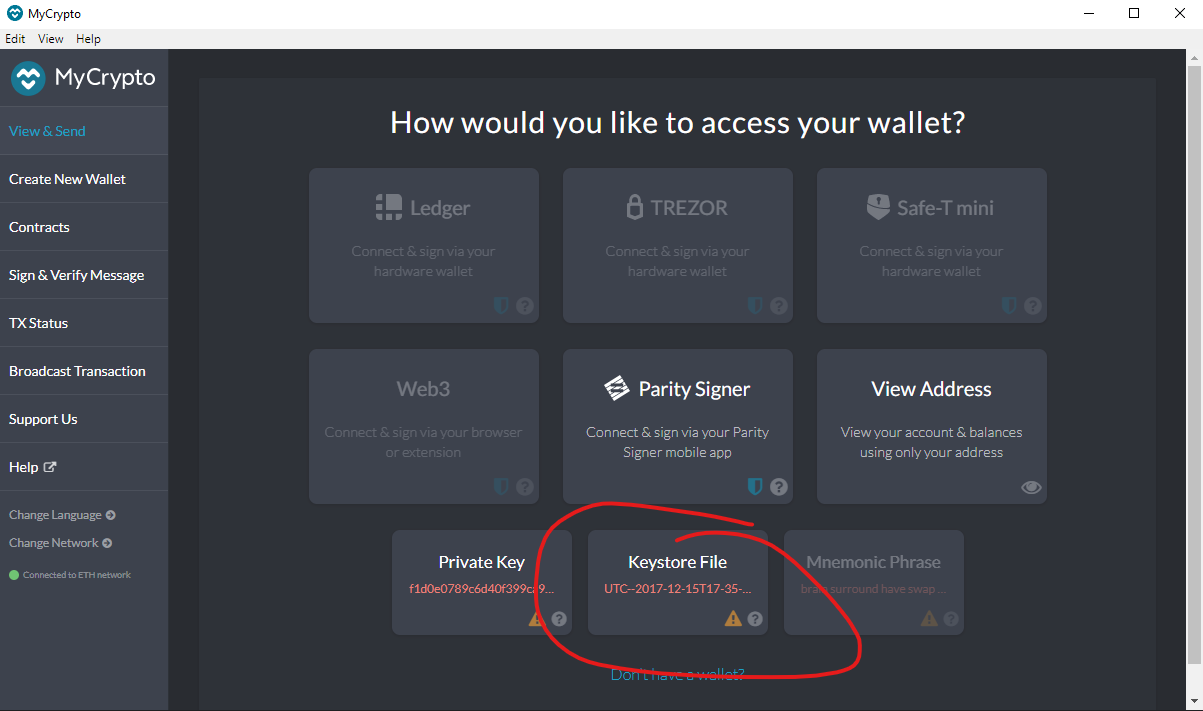 MyCrypto
Edit View Help
MyCrypto
View & Send
Create New Wallet
Contracts
Sign & Verify Message
TX Status
Broadcast Transaction
Support Us
Help
Change Language
Change Network
Connected to ETH network
How would you like to access your wallet?
Ledger
Connect & sign via your
hardware wallet
TREZOR
Connect & sign via your
hardware wallet
Safe-T mini
Connect & sign via your
hardware wallet
Web3
Connect & sign via your browser
or extension
Parity Signer
Connect & sign via your Parity
Signer mobile app
View Address
View your account & balances
using only your address
Private Key
f1d0e0789c6d40f399ca9...
Keystore File
UTC--2017-12-15T17-35-...
Mnemonic Phrase
brain surround have swap ...
Don't have a wallet?